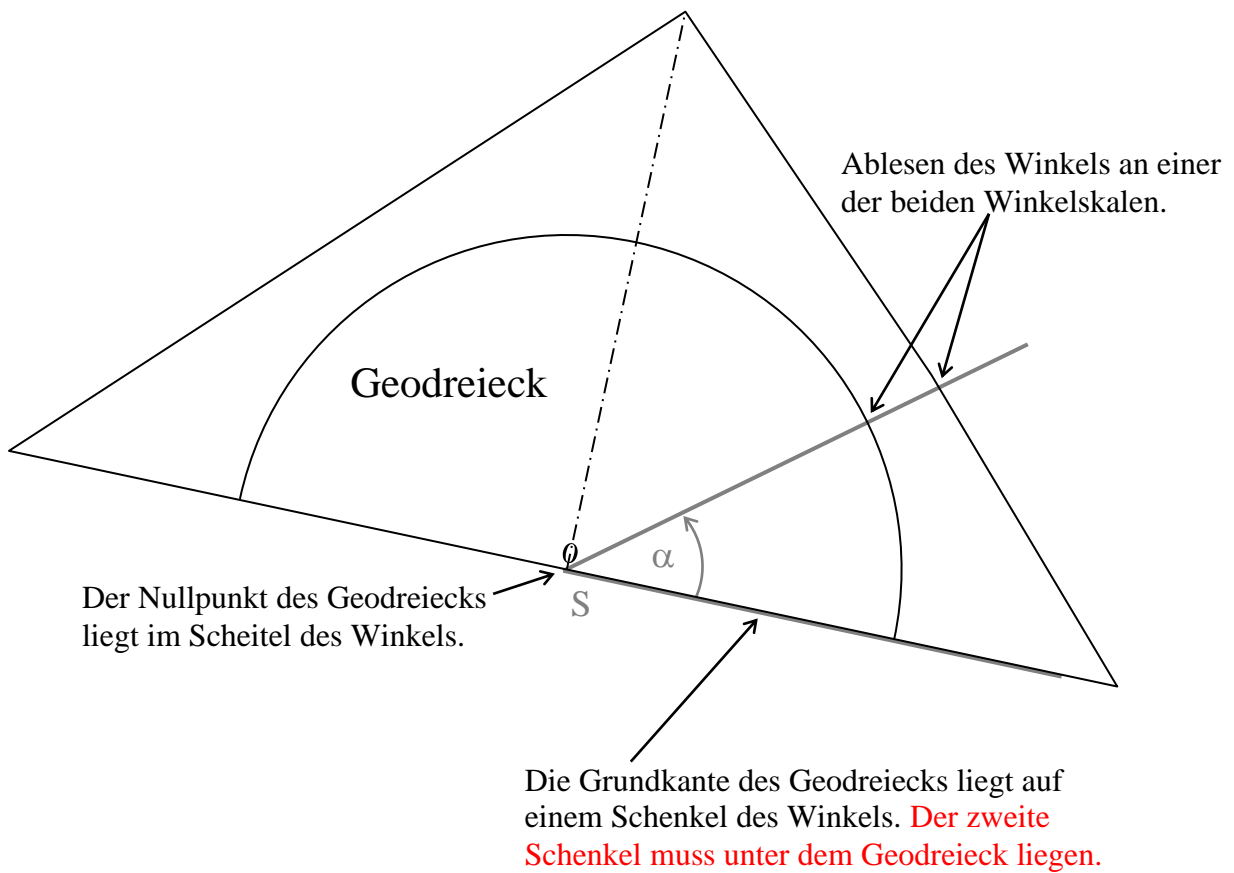 Ablesen des Winkels an einer
der beiden Winkelskalen.
Geodreieck
0
α
S
Der Nullpunkt des Geodreiecks
liegt im Scheitel des Winkels.
Die Grundkante des Geodreiecks liegt auf
einem Schenkel des Winkels. Der zweite
Schenkel muss unter dem Geodreieck liegen.